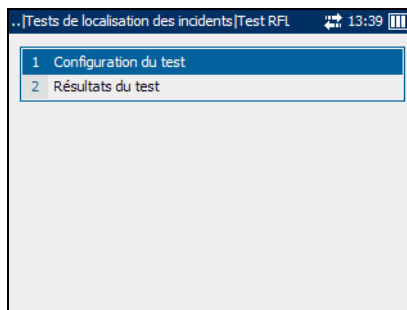 ..|Tests de localisation des incidents|Test RFL 13:39
1 Configuration du test
2 Résultats du test